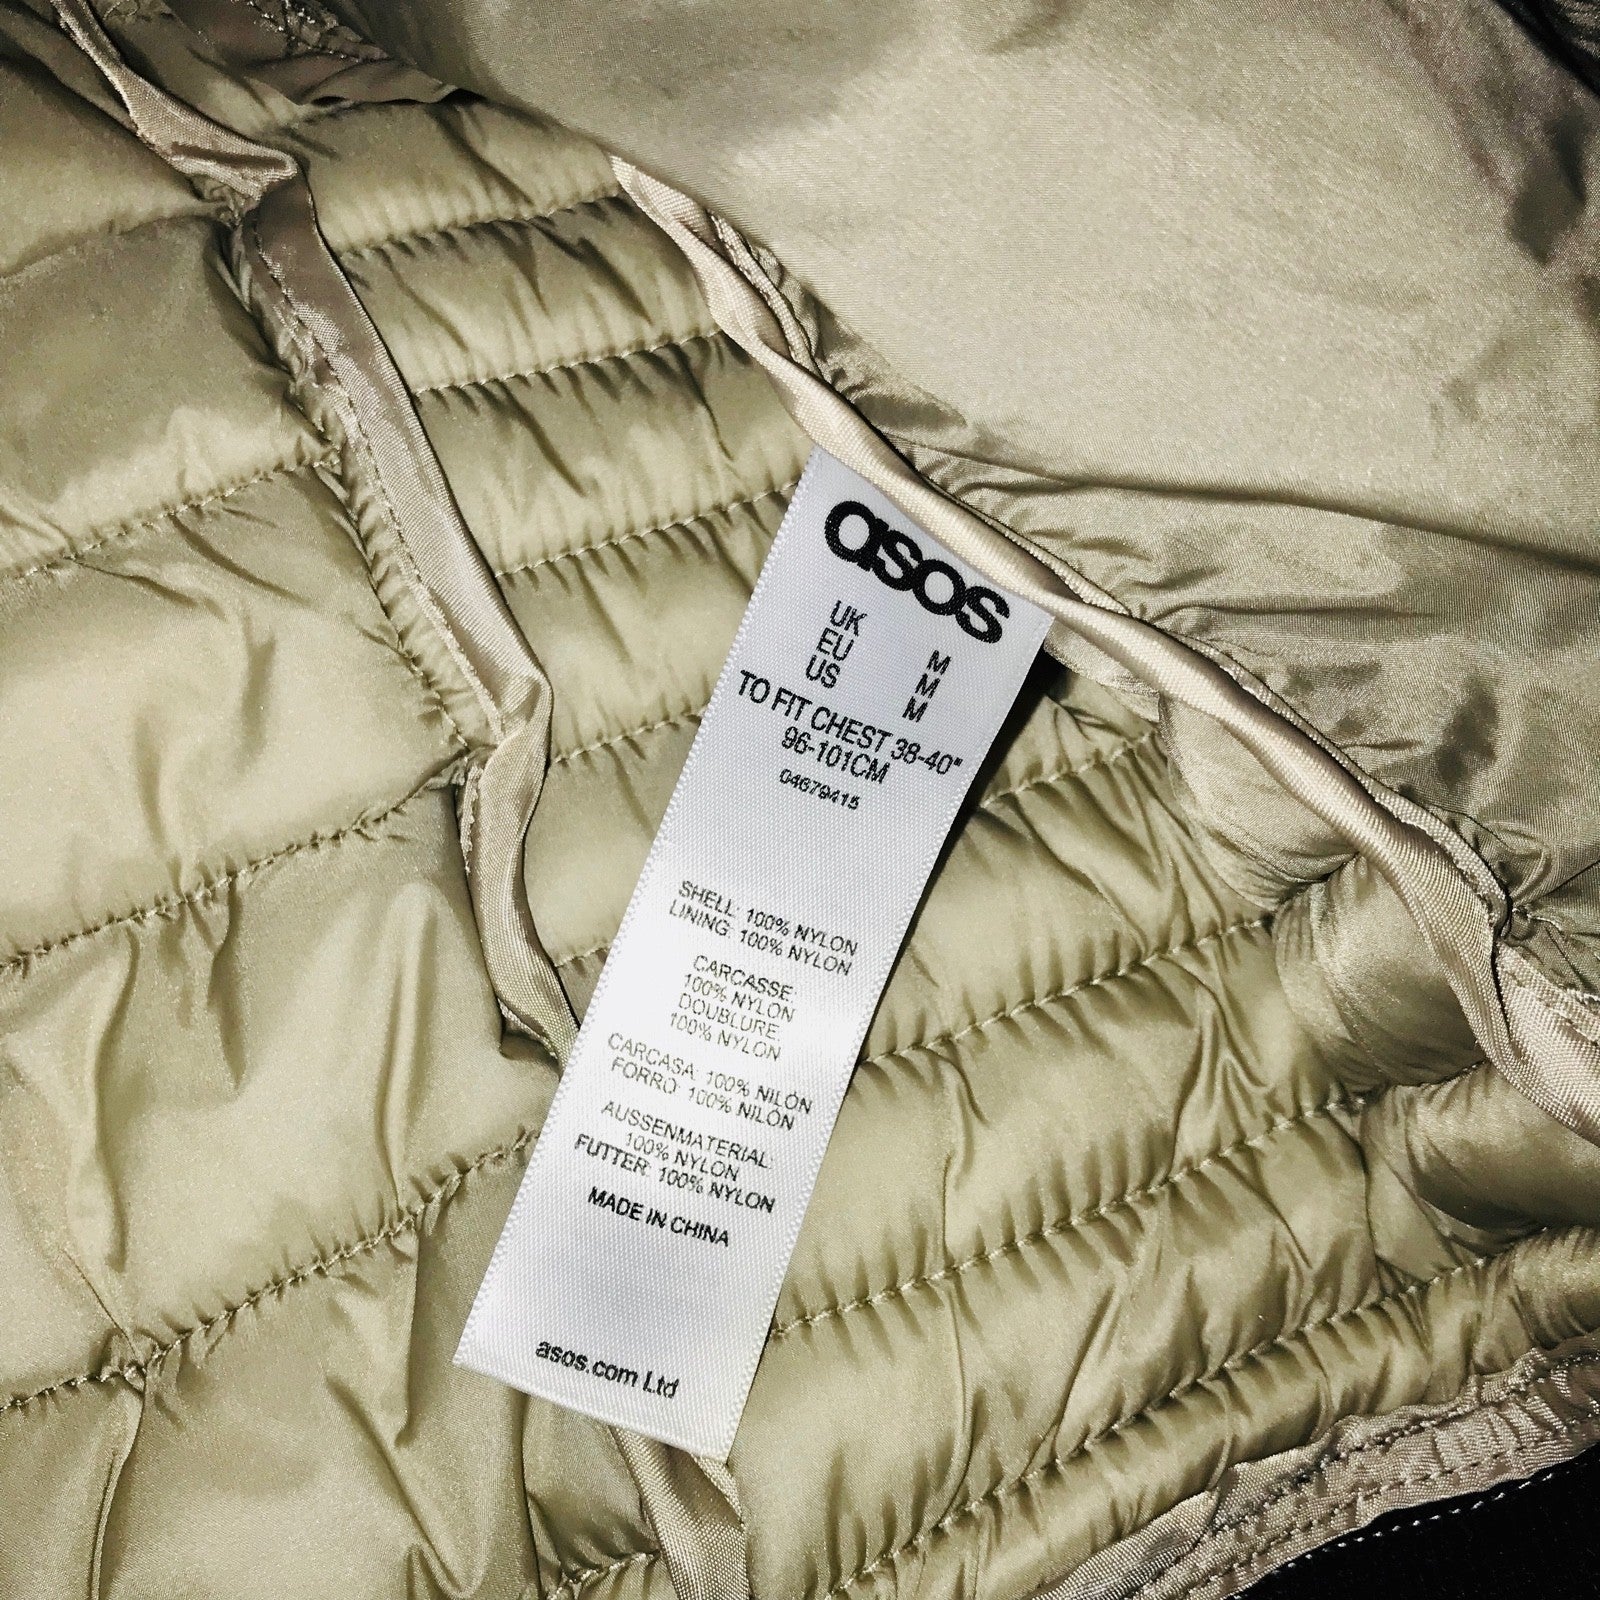 asos
UK M
EU M
US M
TO FIT CHEST 38-40"
96-101CM
04679415
SHELL: 100% NYLON
LINING: 100% NYLON
CARCASSE:
100% NYLON
DOUBLURE:
100% NYLON
CARCASA: 100% NILÓN
FORRO: 100% NILÓN
AUSSENMATERIAL:
100% NYLON
FUTTER: 100% NYLON
MADE IN CHINA
asos.com Ltd